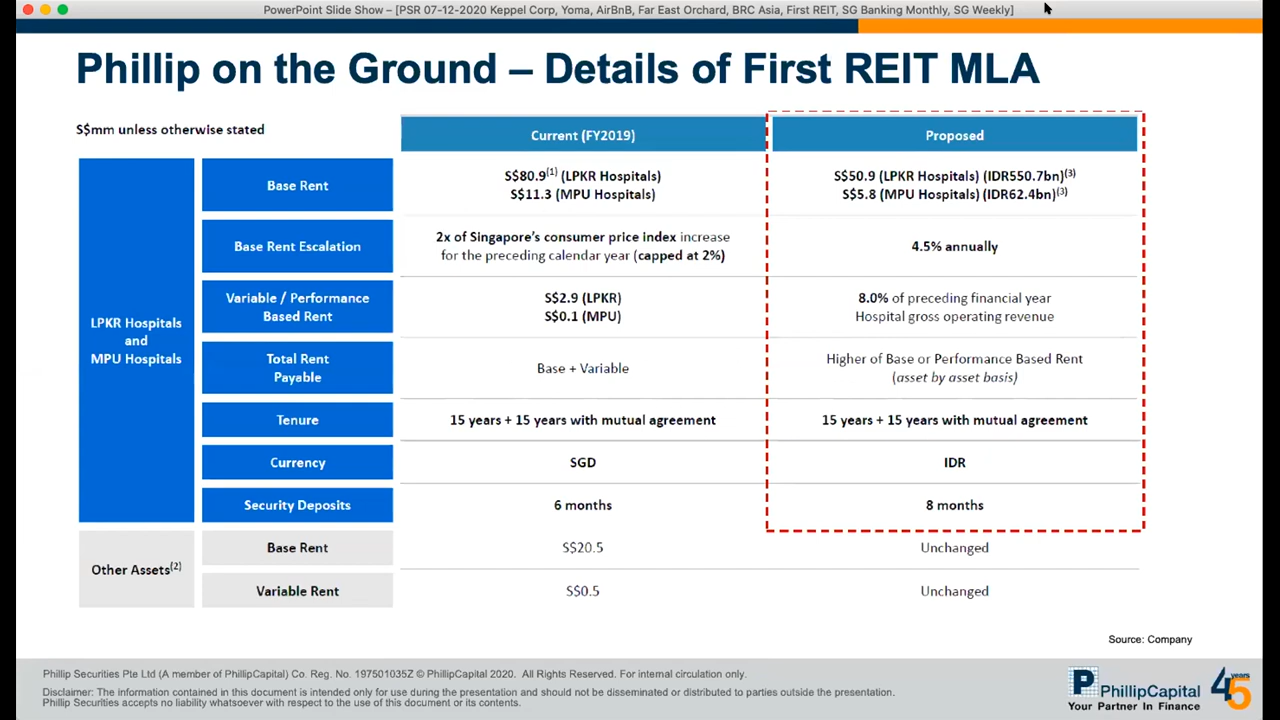 PowerPoint Slide Show – [PSR 07-12-2020 Keppel Corp, Yoma, AirBnB, Far East Orchard, BRC Asia, First REIT, SG Banking Monthly, SG Weekly]
Phillip on the Ground – Details of First REIT MLA
S$mm unless otherwise stated
Current (FY2019)
Proposed
LPKR Hospitals
and
MPU Hospitals
Base Rent
S$80.9(1) (LPKR Hospitals)
S$11.3 (MPU Hospitals)
S$50.9 (LPKR Hospitals) (IDR550.7bn)(3)
S$5.8 (MPU Hospitals) (IDR62.4bn)(3)
Base Rent Escalation
2x of Singapore's consumer price index increase
for the preceding calendar year (capped at 2%)
4.5% annually
Variable / Performance
Based Rent
S$2.9 (LPKR)
S$0.1 (MPU)
8.0% of preceding financial year
Hospital gross operating revenue
Total Rent
Payable
Base + Variable
Higher of Base or Performance Based Rent
(asset by asset basis)
Tenure
15 years + 15 years with mutual agreement
15 years + 15 years with mutual agreement
Currency
SGD
IDR
Security Deposits
6 months
8 months
Other Assets(2)
Base Rent
S$20.5
Unchanged
Variable Rent
S$0.5
Unchanged
Source: Company
Phillip Securities Pte Ltd (A member of PhillipCapital) Co. Reg. No. 197501035Z © PhillipCapital 2020. All Rights Reserved. For internal circulation only.
Disclaimer: The information contained in this document is intended only for use during the presentation and should not be disseminated or distributed to parties outside the presentation.
Phillip Securities accepts no liability whatsoever with respect to the use of this document or its contents.
P PhillipCapital
Your Partner In Finance
45 years